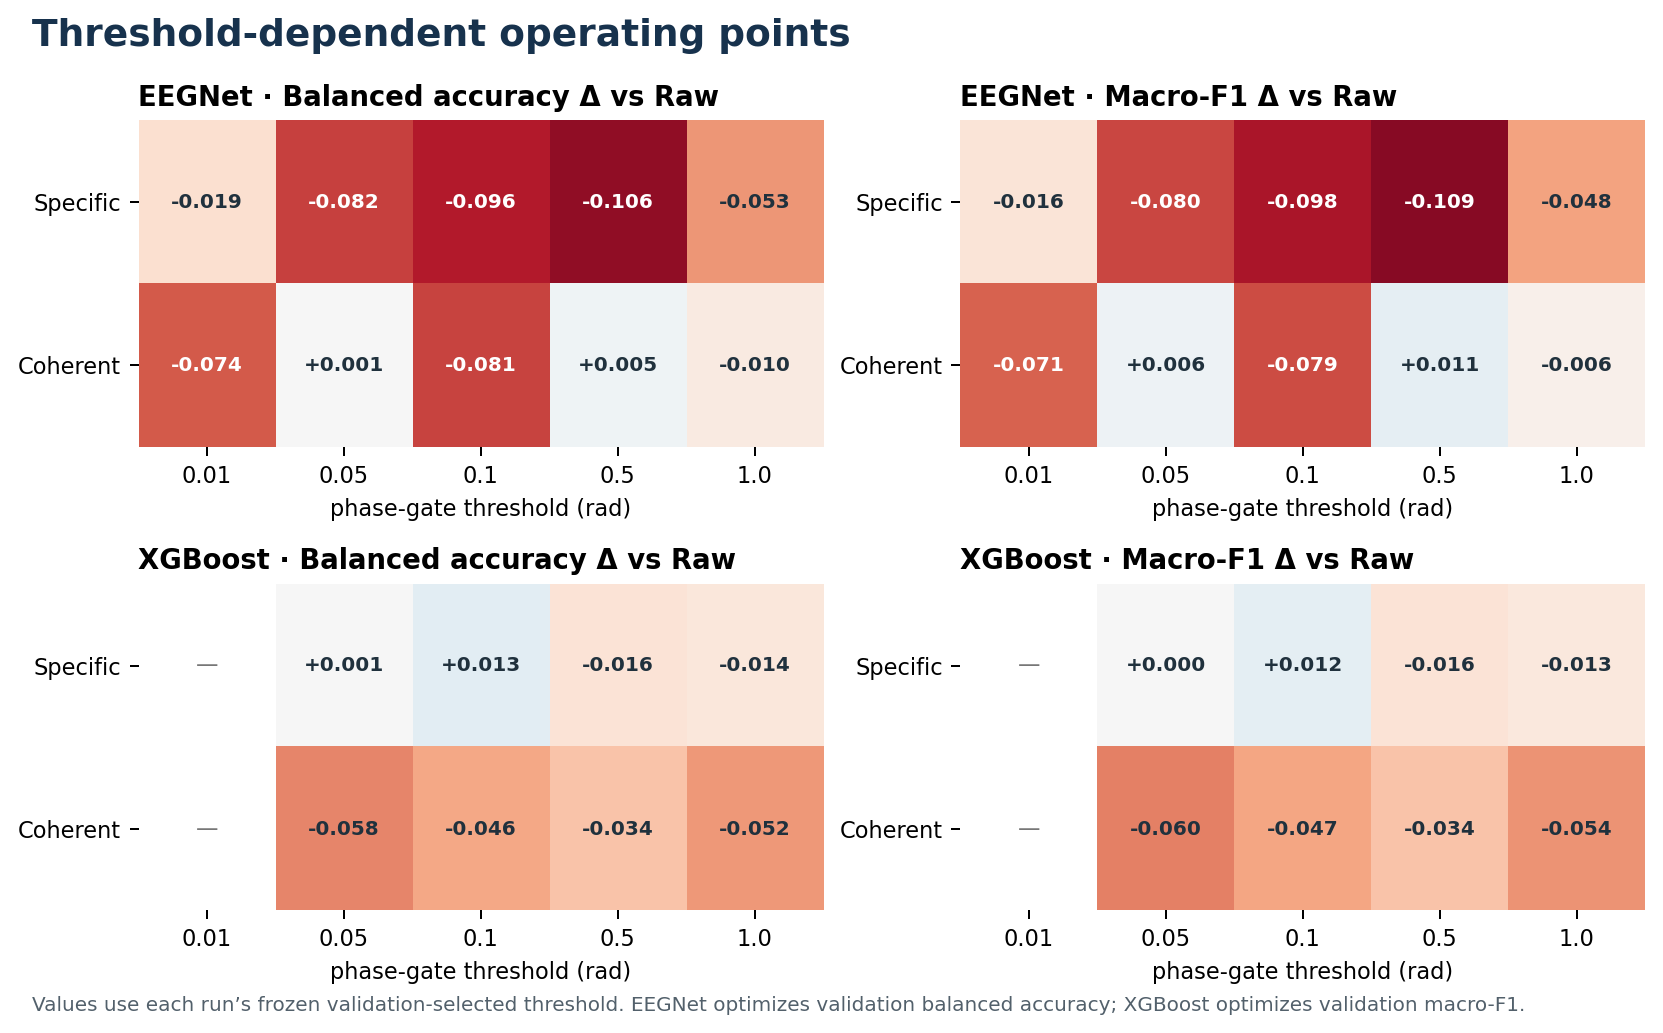 Threshold-dependent operating points
EEGNet · Balanced accuracy Δ vs Raw
Specific
-0.019 -0.082 -0.096 -0.106 -0.053
Coherent
-0.074 +0.001 -0.081 +0.005 -0.010
0.01 0.05 0.1 0.5 1.0
phase-gate threshold (rad)
EEGNet · Macro-F1 Δ vs Raw
Specific
-0.016 -0.080 -0.098 -0.109 -0.048
Coherent
-0.071 +0.006 -0.079 +0.011 -0.006
0.01 0.05 0.1 0.5 1.0
phase-gate threshold (rad)
XGBoost · Balanced accuracy Δ vs Raw
Specific
— +0.001 +0.013 -0.016 -0.014
Coherent
— -0.058 -0.046 -0.034 -0.052
0.01 0.05 0.1 0.5 1.0
phase-gate threshold (rad)
XGBoost · Macro-F1 Δ vs Raw
Specific
— +0.000 +0.012 -0.016 -0.013
Coherent
— -0.060 -0.047 -0.034 -0.054
0.01 0.05 0.1 0.5 1.0
phase-gate threshold (rad)
Values use each run’s frozen validation-selected threshold. EEGNet optimizes validation balanced accuracy; XGBoost optimizes validation macro-F1.